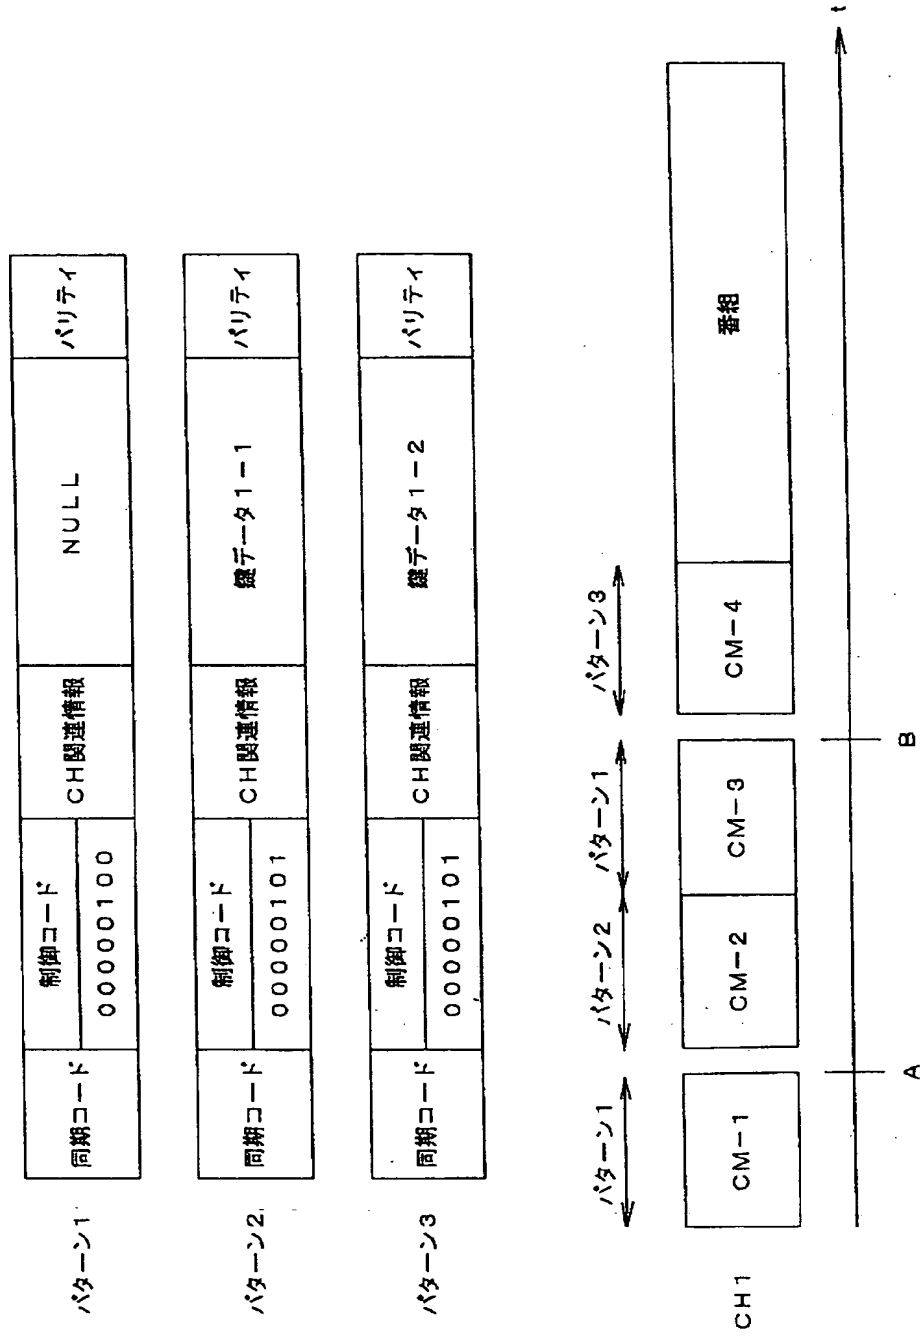 パターン1
同期コード
制御コード
00000100
CH関連情報
NULL
パリティ
パターン2
同期コード
制御コード
00000101
CH関連情報
鍵データ1-1
パリティ
パターン3
同期コード
制御コード
00000101
CH関連情報
鍵データ1-2
パリティ
パターン1
パターン2
パターン1
パターン3
CH1
CM-1
CM-2
CM-3
CM-4
番組
A
B
t